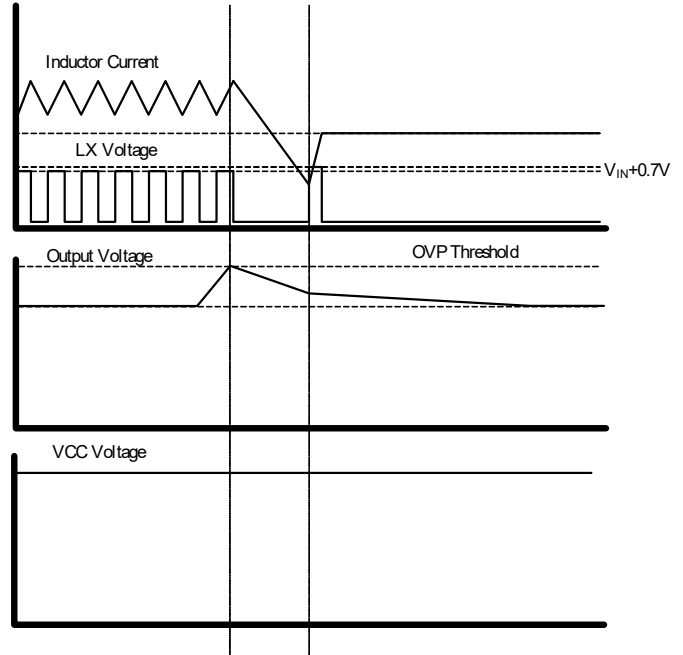 Inductor Current
LX Voltage
VIN+0.7V
Output Voltage
OVP Threshold
VCC Voltage